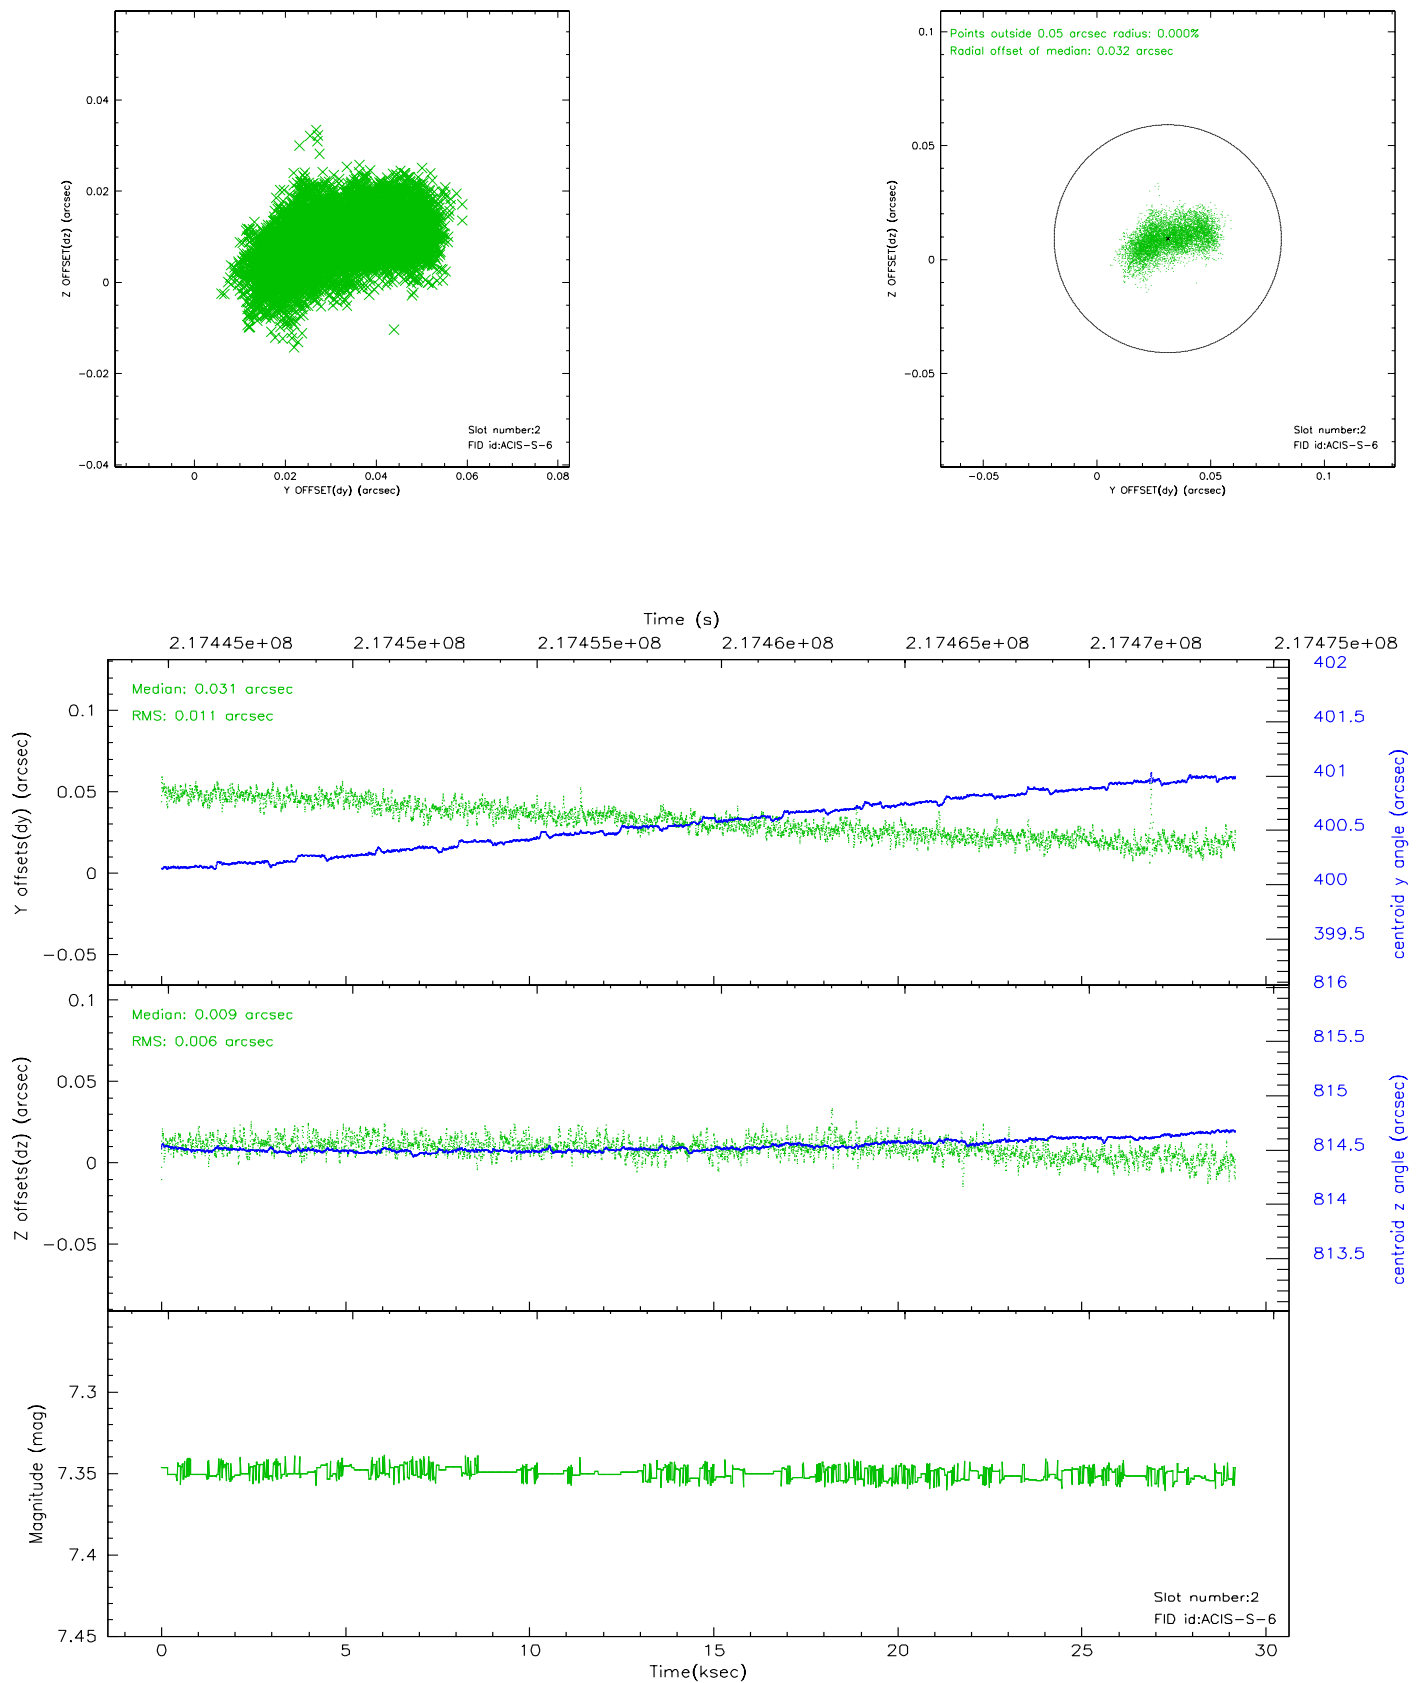 0.04
0.02
0
−0.02
−0.04
Z OFFSET(dz) (arcsec)
Slot number:2
FID id:ACIS−S−6
0 0.02 0.04 0.06 0.08
Y OFFSET(dy) (arcsec)
Points outside 0.05 arcsec radius: 0.000%
Radial offset of median: 0.032 arcsec
0.1
0.05
0
−0.05
Z OFFSET(dz) (arcsec)
Slot number:2
FID id:ACIS−S−6
−0.05 0 0.05 0.1
Y OFFSET(dy) (arcsec)
Time (s)
2.17445e+08 2.1745e+08 2.17455e+08 2.1746e+08 2.17465e+08 2.1747e+08 2.17475e+08
Median: 0.031 arcsec
RMS: 0.011 arcsec
0.1
0.05
0
−0.05
Y offsets(dy) (arcsec)
402
401.5
401
400.5
400
399.5
centroid y angle (arcsec)
Median: 0.009 arcsec
RMS: 0.006 arcsec
0.1
0.05
0
−0.05
Z offsets(dz) (arcsec)
816
815.5
815
814.5
814
813.5
centroid z angle (arcsec)
7.3
7.35
7.4
7.45
Magnitude (mag)
Slot number:2
FID id:ACIS−S−6
0 5 10 15 20 25 30
Time(ksec)